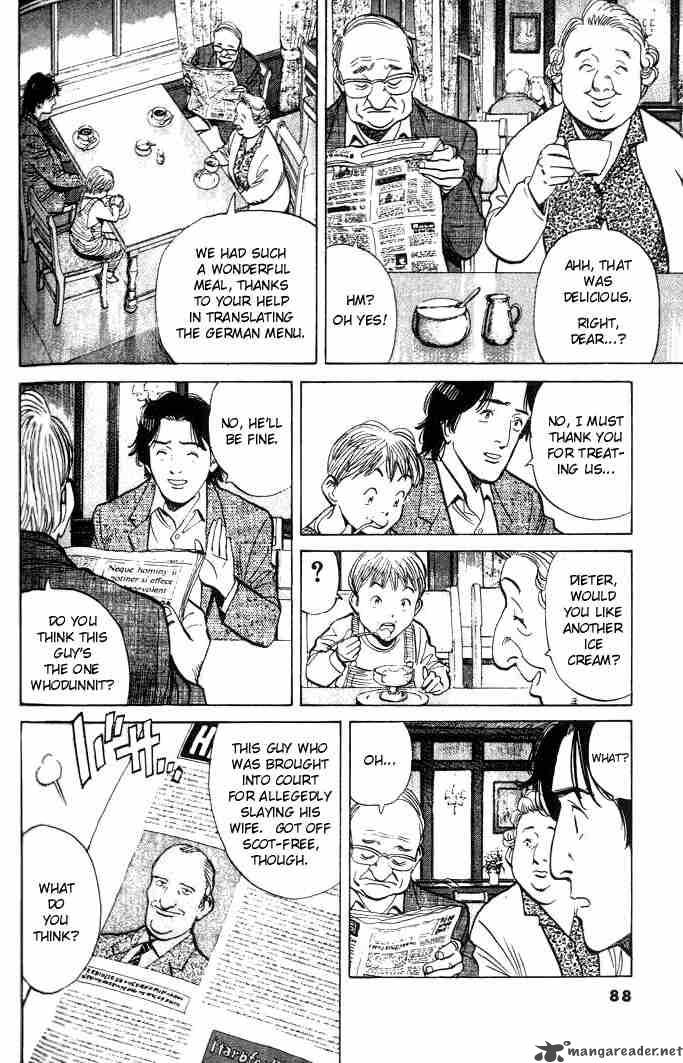 AHH, THAT
WAS
DELICIOUS.
RIGHT,
DEAR...?
HM?
OH YES!
WE HAD SUCH
A WONDERFUL
MEAL, THANKS
TO YOUR HELP
IN TRANSLATING
THE GERMAN MENU.
NO, I MUST
THANK YOU
FOR TREAT-
ING US...
DIETER,
WOULD YOU
LIKE
ANOTHER
ICE
CREAM?
?
NO, HE'LL
BE FINE.
Neque hominy si
potiner si effece
DO YOU
THINK THIS
GUY'S
THE ONE
WHODUNNIT?
WHAT?
OH...
THIS GUY WHO
WAS BROUGHT
INTO COURT
FOR ALLEGEDLY
SLAYING HIS
WIFE. GOT OFF
SCOT-FREE,
THOUGH.
WHAT
DO
YOU
THINK?
88
mangareader.net